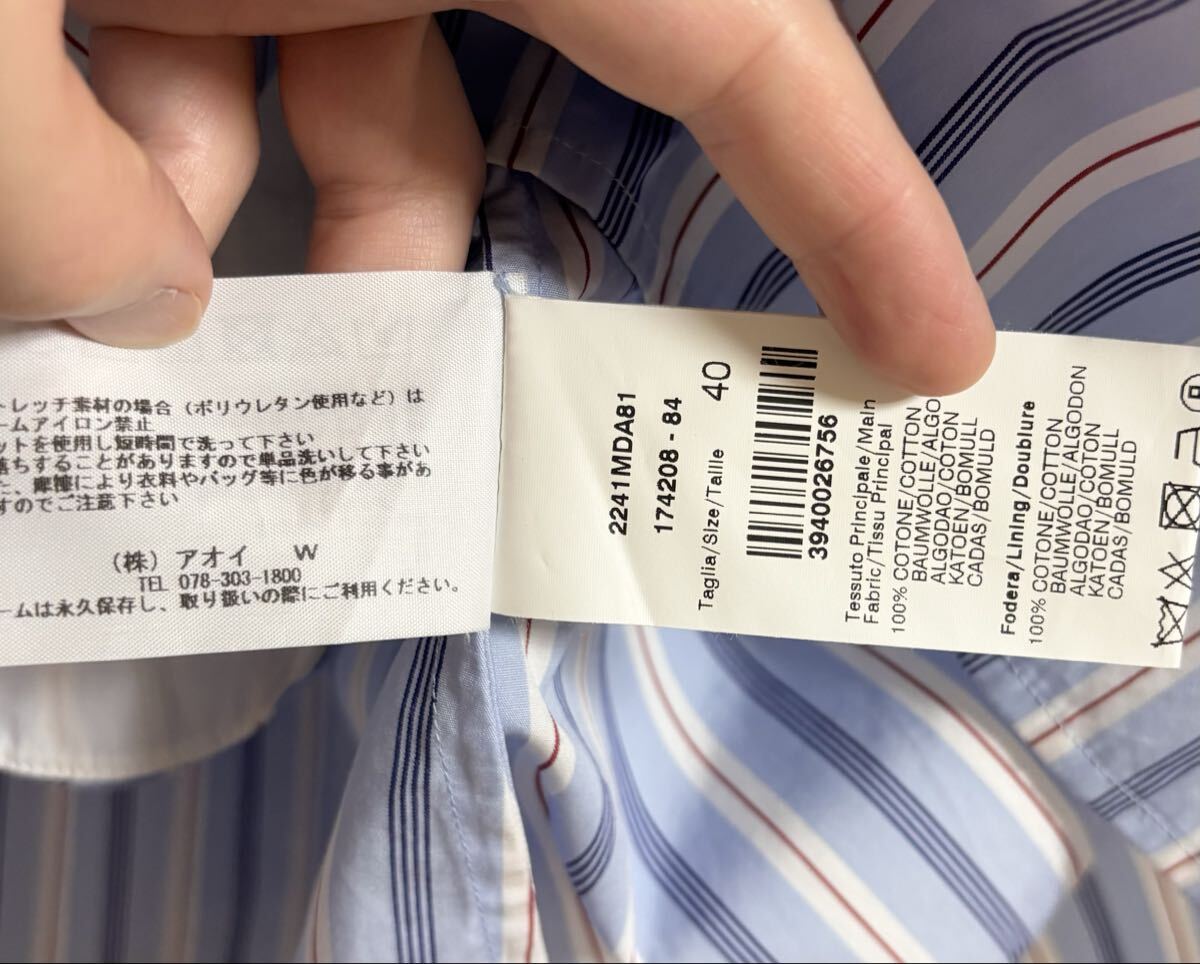 トレッチ素材の場合（ポリウレタン使用など）は
ームアイロン禁止
ットを使用し短時間で洗って下さい
落ちすることがありますので単品洗いして下さい
た、摩擦により衣料やバッグ等に色が移る事があ
すのでご注意下さい
（株）アオイ W
TEL 078-303-1800
ームは永久保存し、取り扱いの際にご利用ください。
2241MDA81
174208 - 84
Taglia/Size/Taille 40
3940026756
Tessuto Principale/Main
Fabric/Tissu Principal
100% COTONE/COTTON
BAUMWOLLE/ALGO
ALGODAO/COTON
KATOEN/BOMULL
CADAS/BOMULD
Fodera/Lining/Doublure
100% COTONE/COTTON
BAUMWOLLE/ALGODON
ALGODAO/COTON
KATOEN/BOMULL
CADAS/BOMULD
P